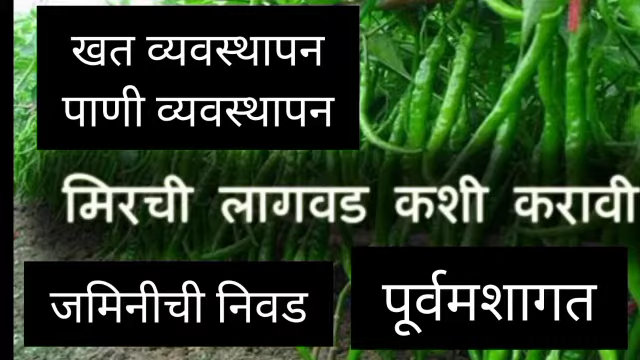 खत व्यवस्थापन
पाणी व्यवस्थापन
मिरची लागवड कशी करावी
जमिनीची निवड
पूर्वमशागत